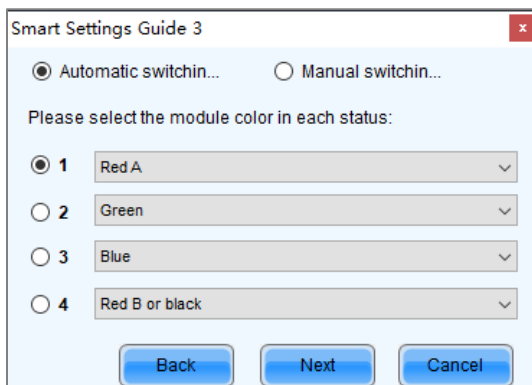 Smart Settings Guide 3
x
Automatic switchin... Manual switchin...
Please select the module color in each status:
1 Red A
2 Green
3 Blue
4 Red B or black
Back Next Cancel